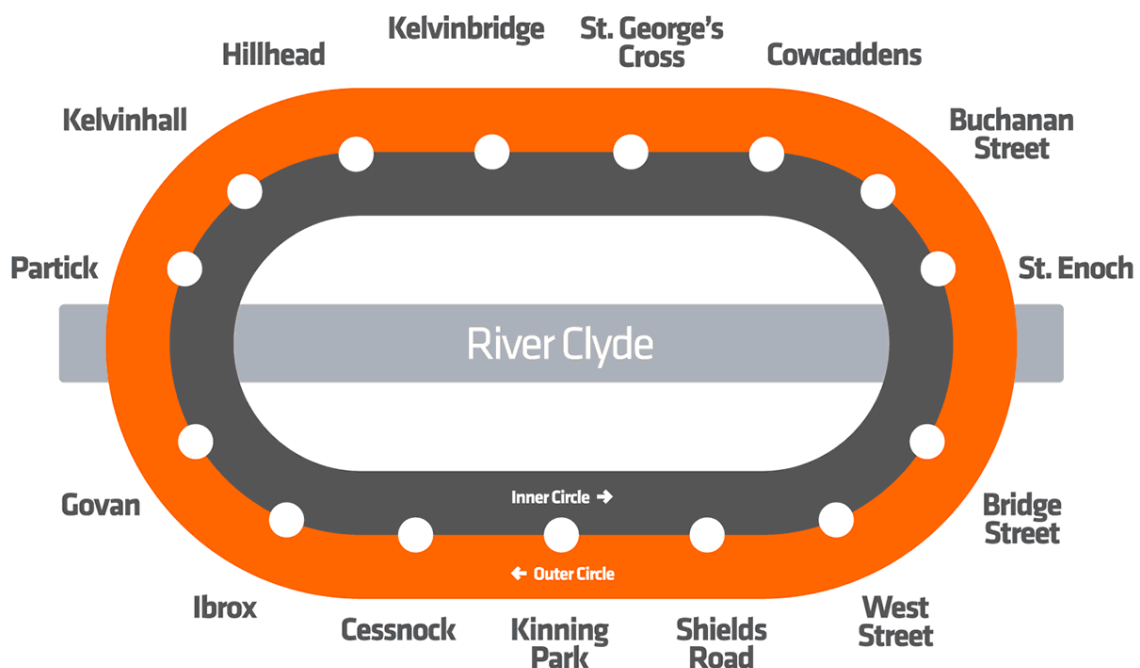 Kelvinbridge
St. George's
Cross
Hillhead
Cowcaddens
Kelvinhall
Buchanan
Street
Partick
St. Enoch
River Clyde
Inner Circle →
Govan
Bridge
Street
← Outer Circle
Ibrox
Cessnock
Kinning
Park
Shields
Road
West
Street